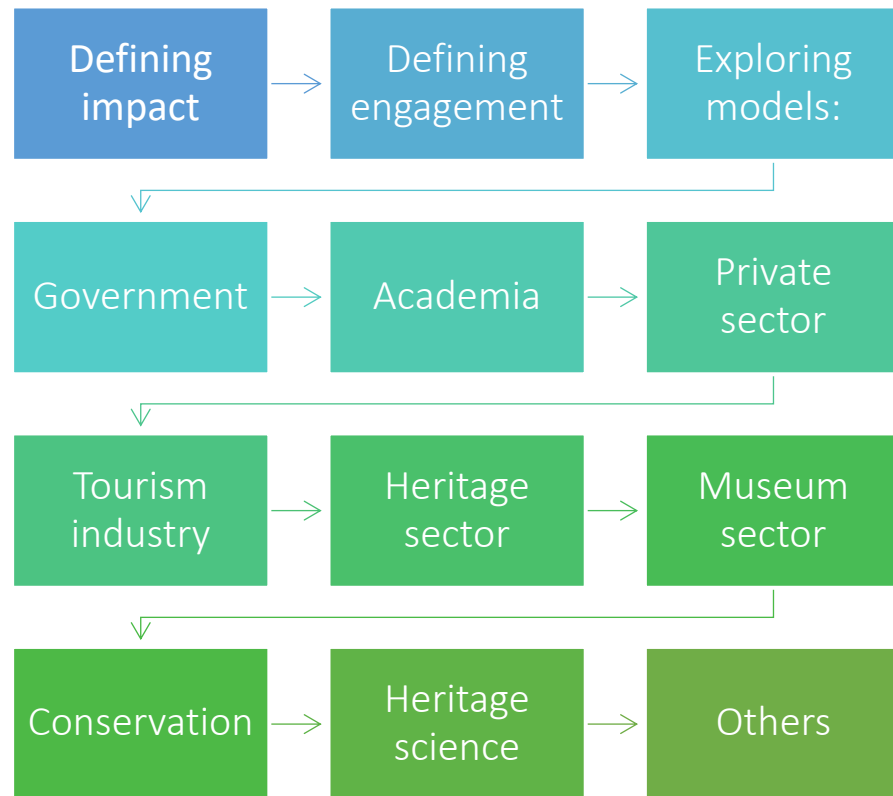 Defining
impact
Defining
engagement
Exploring
models:
Government
Academia
Private
sector
Tourism
industry
Heritage
sector
Museum
sector
Conservation
Heritage
science
Others